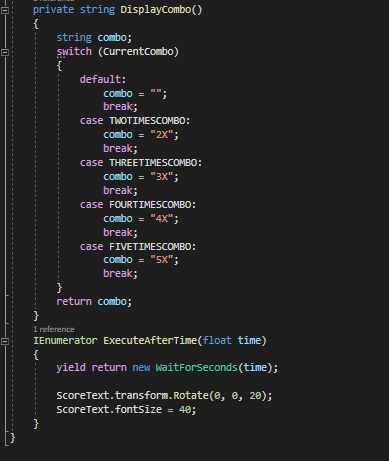 private string DisplayCombo()
{
string combo;
switch (CurrentCombo)
{
default:
combo = "";
break;
case TWOTIMESCOMBO:
combo = "2X";
break;
case THREETIMESCOMBO:
combo = "3X";
break;
case FOURTIMESCOMBO:
combo = "4X";
break;
case FIVETIMESCOMBO:
combo = "5X";
break;
}
return combo;
}
1 reference
IEnumerator ExecuteAfterTime(float time)
{
yield return new WaitForSeconds(time);
ScoreText.transform.Rotate(0, 0, 20);
ScoreText.fontSize = 40;
}
}